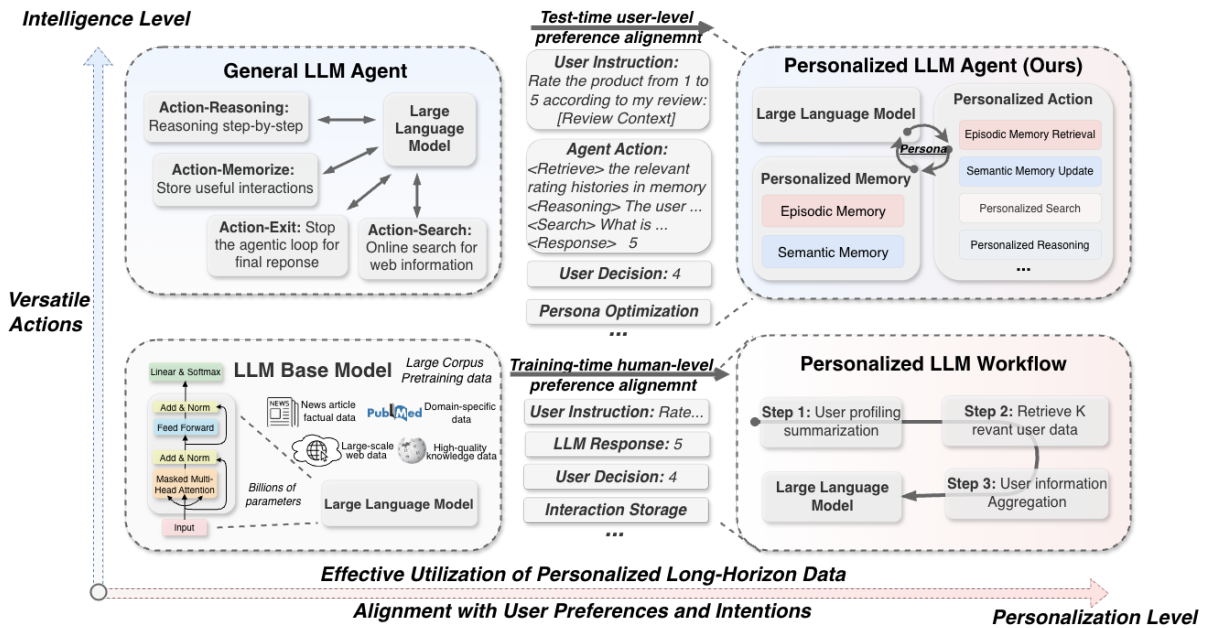 Intelligence Level
Versatile
Actions
General LLM Agent
Action-Reasoning:
Reasoning step-by-step
Large
Language
Model
Action-Memorize:
Store useful interactions
Action-Exit: Stop
the agentic loop for
final reponse
Action-Search:
Online search for
web information
Test-time user-level
preference alignemnt
User Instruction:
Rate the product from 1 to
5 according to my review:
[Review Context]
Agent Action:
<Retrieve> the relevant
rating histories in memory
<Reasoning> The user ...
<Search> What is ...
<Response> 5
User Decision: 4
Persona Optimization
...
Personalized LLM Agent (Ours)
Large Language Model
Persona
Personalized Memory
Episodic Memory
Semantic Memory
Personalized Action
Episodic Memory Retrieval
Semantic Memory Update
Personalized Search
Personalized Reasoning
...
LLM Base Model
Large Corpus
Pretraining data
Linear & Softmax
Add & Norm
Feed Forward
Add & Norm
Masked Multi-
Head Attention
Input
NEWS
News article
factual data
PubMed
Domain-specific
data
Large-scale
web data
High-quality
knowledge data
Billions of
parameters
Large Language Model
Training-time human-level
preference alignemnt
User Instruction: Rate...
LLM Response: 5
User Decision: 4
Interaction Storage
...
Personalized LLM Workflow
Step 1: User profiling
summarization
Step 2: Retrieve K
revant user data
Step 3: User information
Aggregation
Large Language
Model
Effective Utilization of Personalized Long-Horizon Data
Alignment with User Preferences and Intentions
Personalization Level